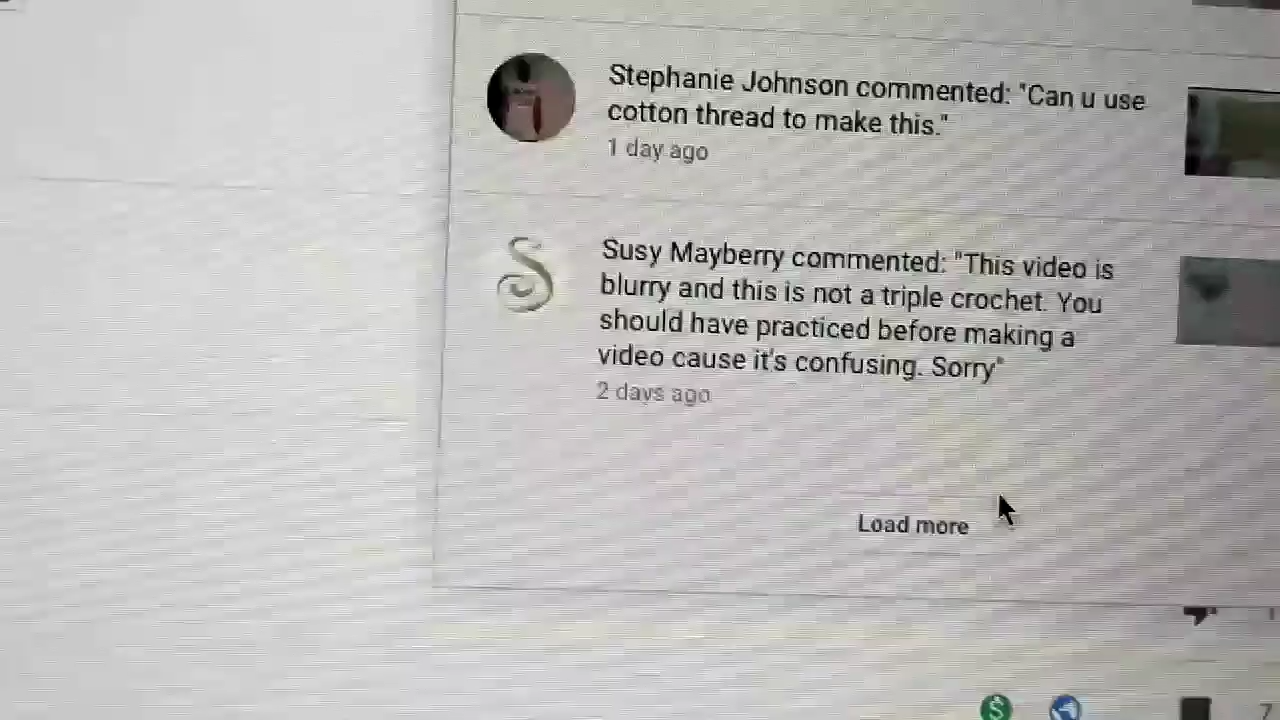 Stephanie Johnson commented: "Can u use
cotton thread to make this."
1 day ago
Susy Mayberry commented: "This video is
blurry and this is not a triple crochet. You
should have practiced before making a
video cause it's confusing. Sorry"
2 days ago
Load more